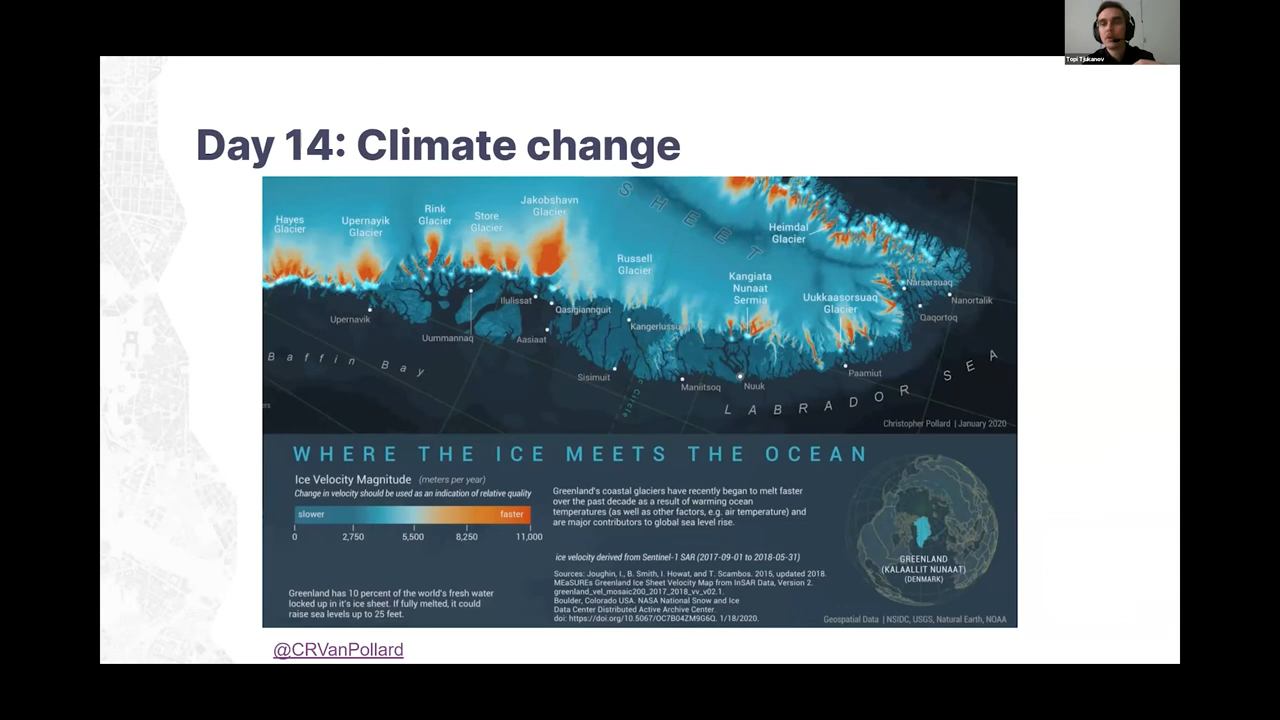 Topi Tjukanov
Day 14: Climate change
S H E E T
Hayes
Glacier
Upernayik
Glacier
Rink
Glacier
Store
Glacier
Jakobshavn
Glacier
Russell
Glacier
Kangiata
Nunaat
Sermia
Heimdal
Glacier
Uukkaasorsuaq
Glacier
Narsarsuaq
Nanortalik
Qaqortoq
Upernavik
Uummannaq
Ilulissat
Qasigiannguit
Aasiaat
Kangerlussuaq
Sisimuit
Maniitsoq
Nuuk
Paamiut
Baffin Bay
Circle
LABRADOR SEA
Christopher Pollard | January 2020
WHERE THE ICE MEETS THE OCEAN
Ice Velocity Magnitude (meters per year)
Change in velocity should be used as an indication of relative quality
slower faster
0 2,750 5,500 8,250 11,000
Greenland has 10 percent of the world's fresh water
locked up in it's ice sheet. If fully melted, it could
raise sea levels up to 25 feet.
Greenland's coastal glaciers have recently began to melt faster
over the past decade as a result of warming ocean
temperatures (as well as other factors, e.g. air temperature) and
are major contributors to global sea level rise.
ice velocity derived from Sentinel-1 SAR (2017-09-01 to 2018-05-31)
Sources: Joughin, I., B. Smith, I. Howat, and T. Scambos. 2015, updated 2018.
MEaSUREs Greenland Ice Sheet Velocity Map from InSAR Data, Version 2.
greenland_vel_mosaic200_2017_2018_vv_v02.1.
Boulder, Colorado USA. NASA National Snow and Ice
Data Center Distributed Active Archive Center.
doi: https://doi.org/10.5067/OC7B04ZM9G6Q. 1/18/2020.
GREENLAND
(KALAALLIT NUNAAT)
(DENMARK)
Geospatial Data | NSIDC, USGS, Natural Earth, NOAA
@CRVanPollard